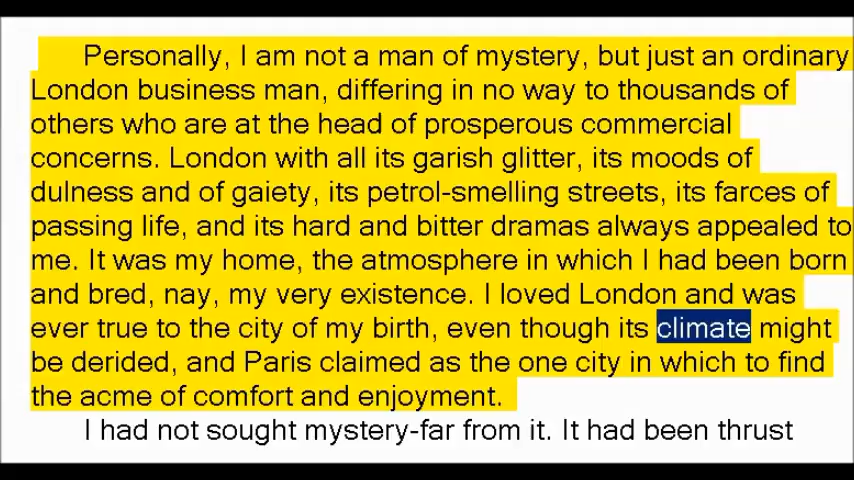 Personally, I am not a man of mystery, but just an ordinary
London business man, differing in no way to thousands of
others who are at the head of prosperous commercial
concerns. London with all its garish glitter, its moods of
dulness and of gaiety, its petrol-smelling streets, its farces of
passing life, and its hard and bitter dramas always appealed to
me. It was my home, the atmosphere in which I had been born
and bred, nay, my very existence. I loved London and was
ever true to the city of my birth, even though its climate might
be derided, and Paris claimed as the one city in which to find
the acme of comfort and enjoyment.
I had not sought mystery-far from it. It had been thrust